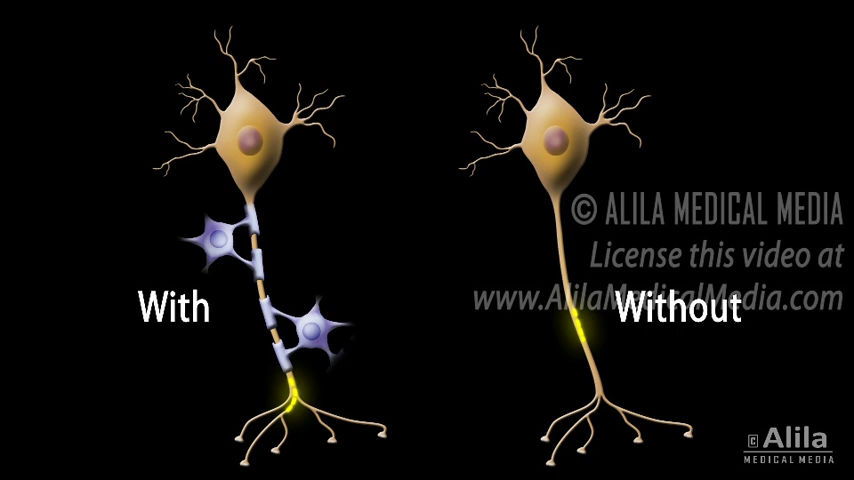 © ALILA MEDICAL MEDIA
License this video at
www.AlilaMedicalMedia.com
With
Without
© Alila
MEDICAL MEDIA